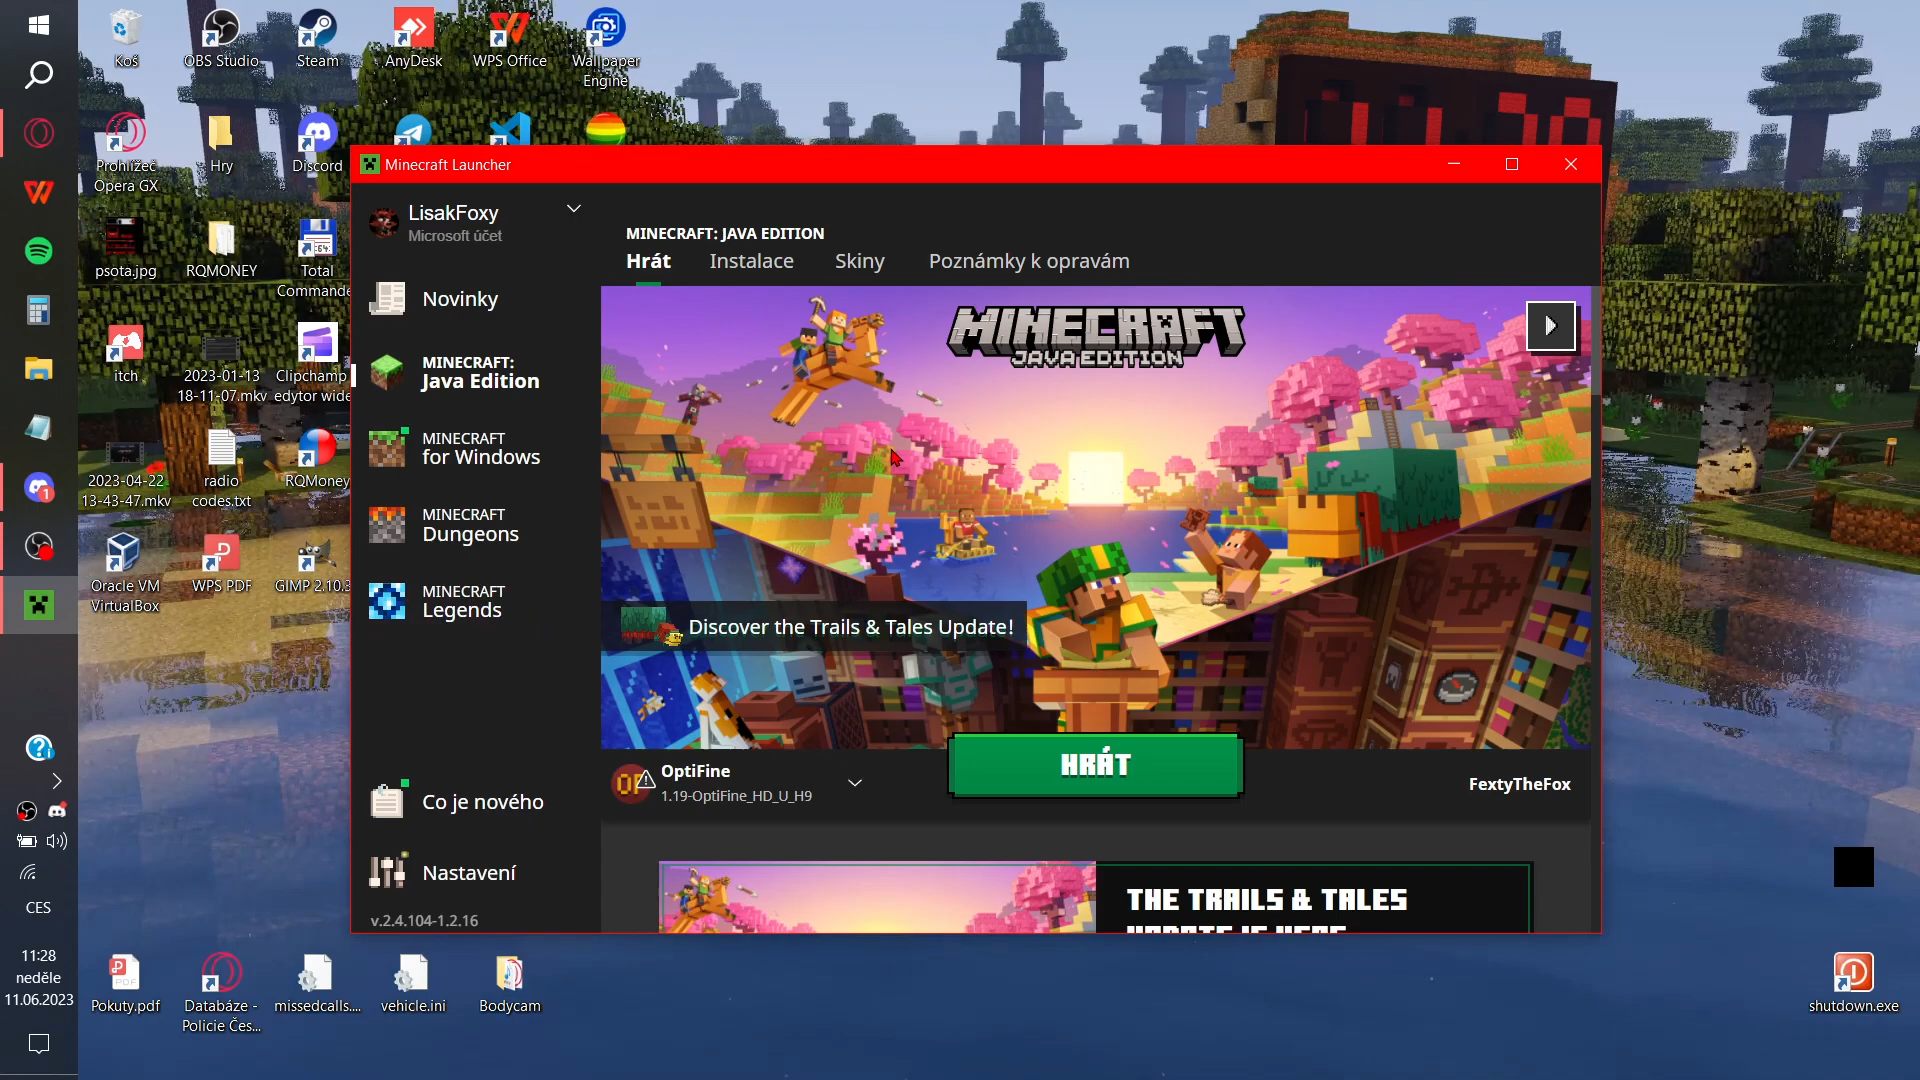 Koš
OBS Studio
Steam
AnyDesk
WPS Office
Wallpaper
Engine
Prohlížeč
Opera GX
Hry
Discord
psota.jpg
RQMONEY
Total
Commande
itch
2023-01-13
18-11-07.mkv
Clipchamp
edytor wide
2023-04-22
13-43-47.mkv
radio
codes.txt
RQMoney
Oracle VM
VirtualBox
WPS PDF
GIMP 2.10.3
Minecraft Launcher
LisakFoxy
Microsoft účet
Novinky
MINECRAFT:
Java Edition
MINECRAFT
for Windows
MINECRAFT
Dungeons
MINECRAFT
Legends
Co je nového
Nastavení
v.2.4.104-1.2.16
MINECRAFT: JAVA EDITION
Hrát
Instalace
Skiny
Poznámky k opravám
MINECRAFT
JAVA EDITION
Discover the Trails & Tales Update!
OptiFine
1.19-OptiFine_HD_U_H9
HRÁT
FextyTheFox
THE TRAILS & TALES
UPDATE IS HERE
CES
11:28
neděle
11.06.2023
Pokuty.pdf
Databáze -
Policie Čes...
missedcalls....
vehicle.ini
Bodycam
shutdown.exe